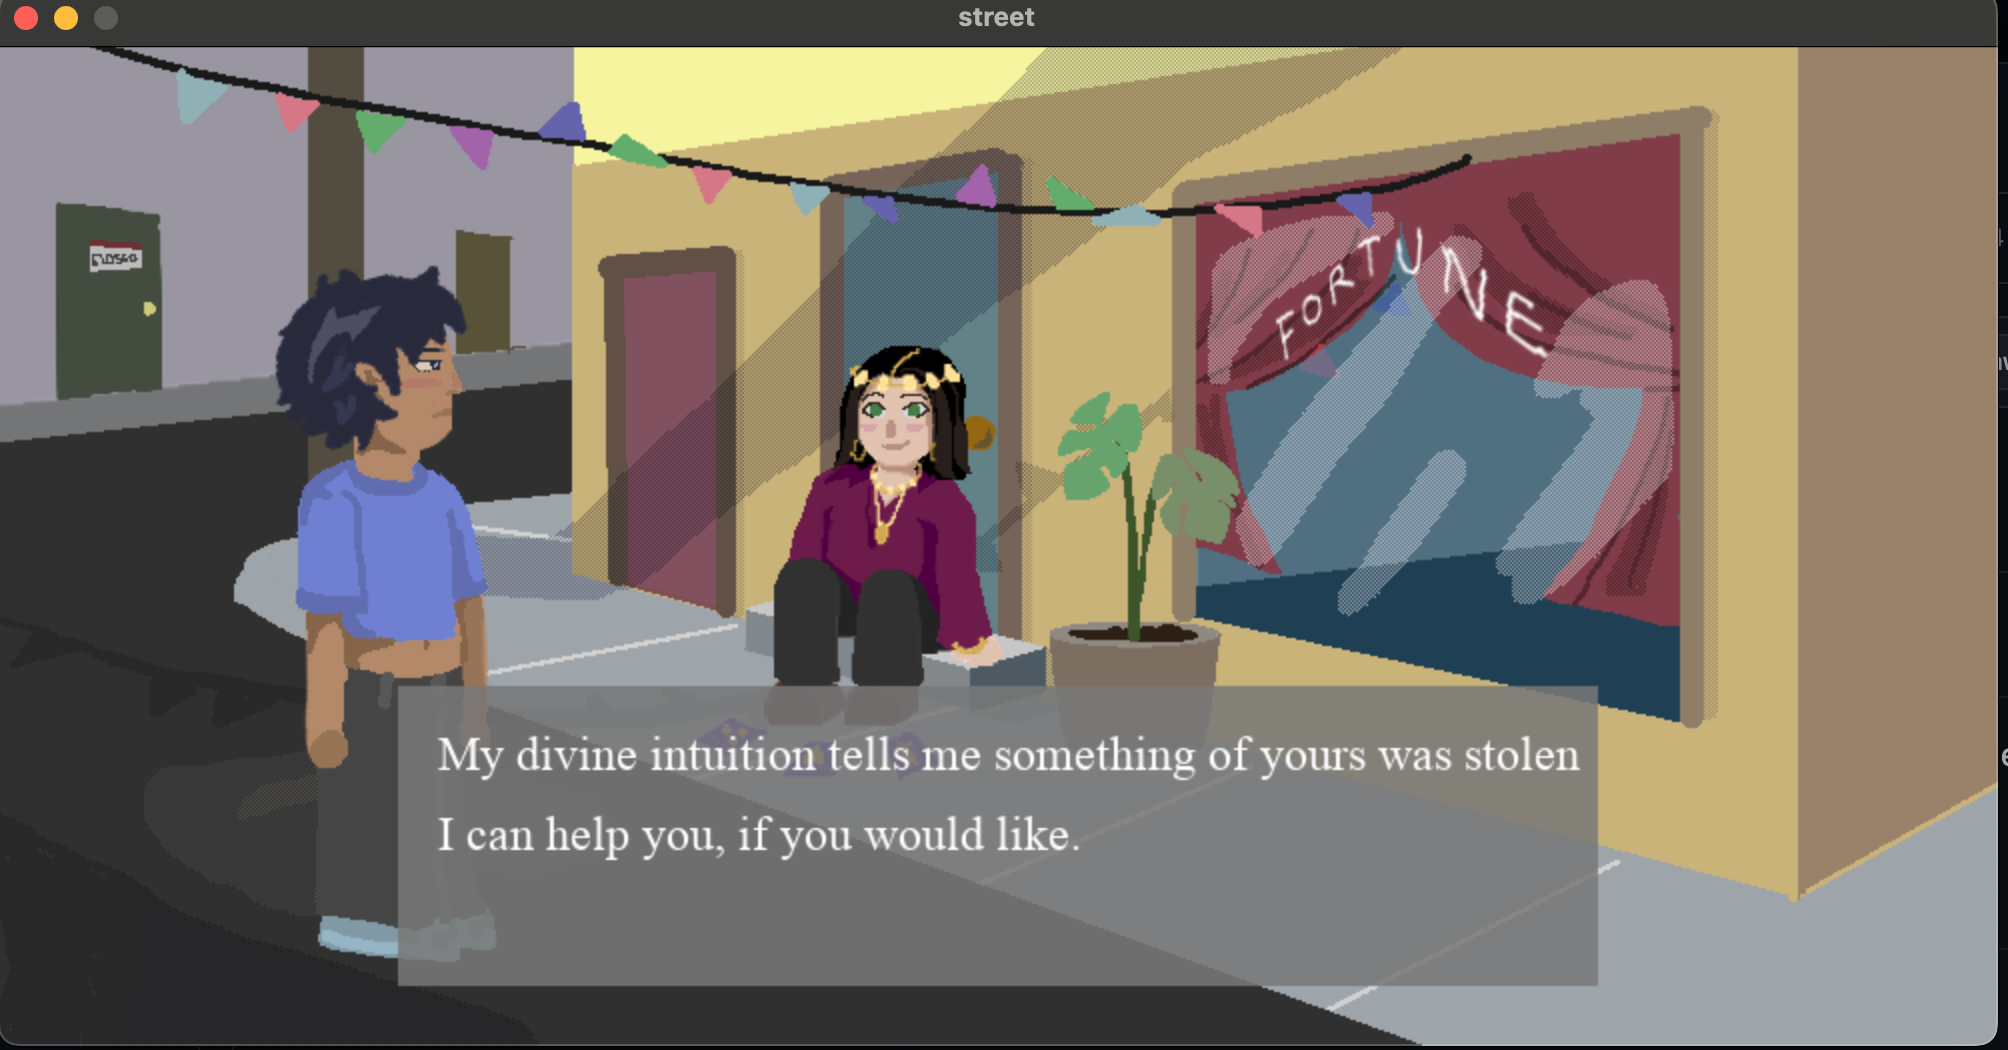 street
CLOSED
FORTUNE
My divine intuition tells me something of yours was stolen
I can help you, if you would like.